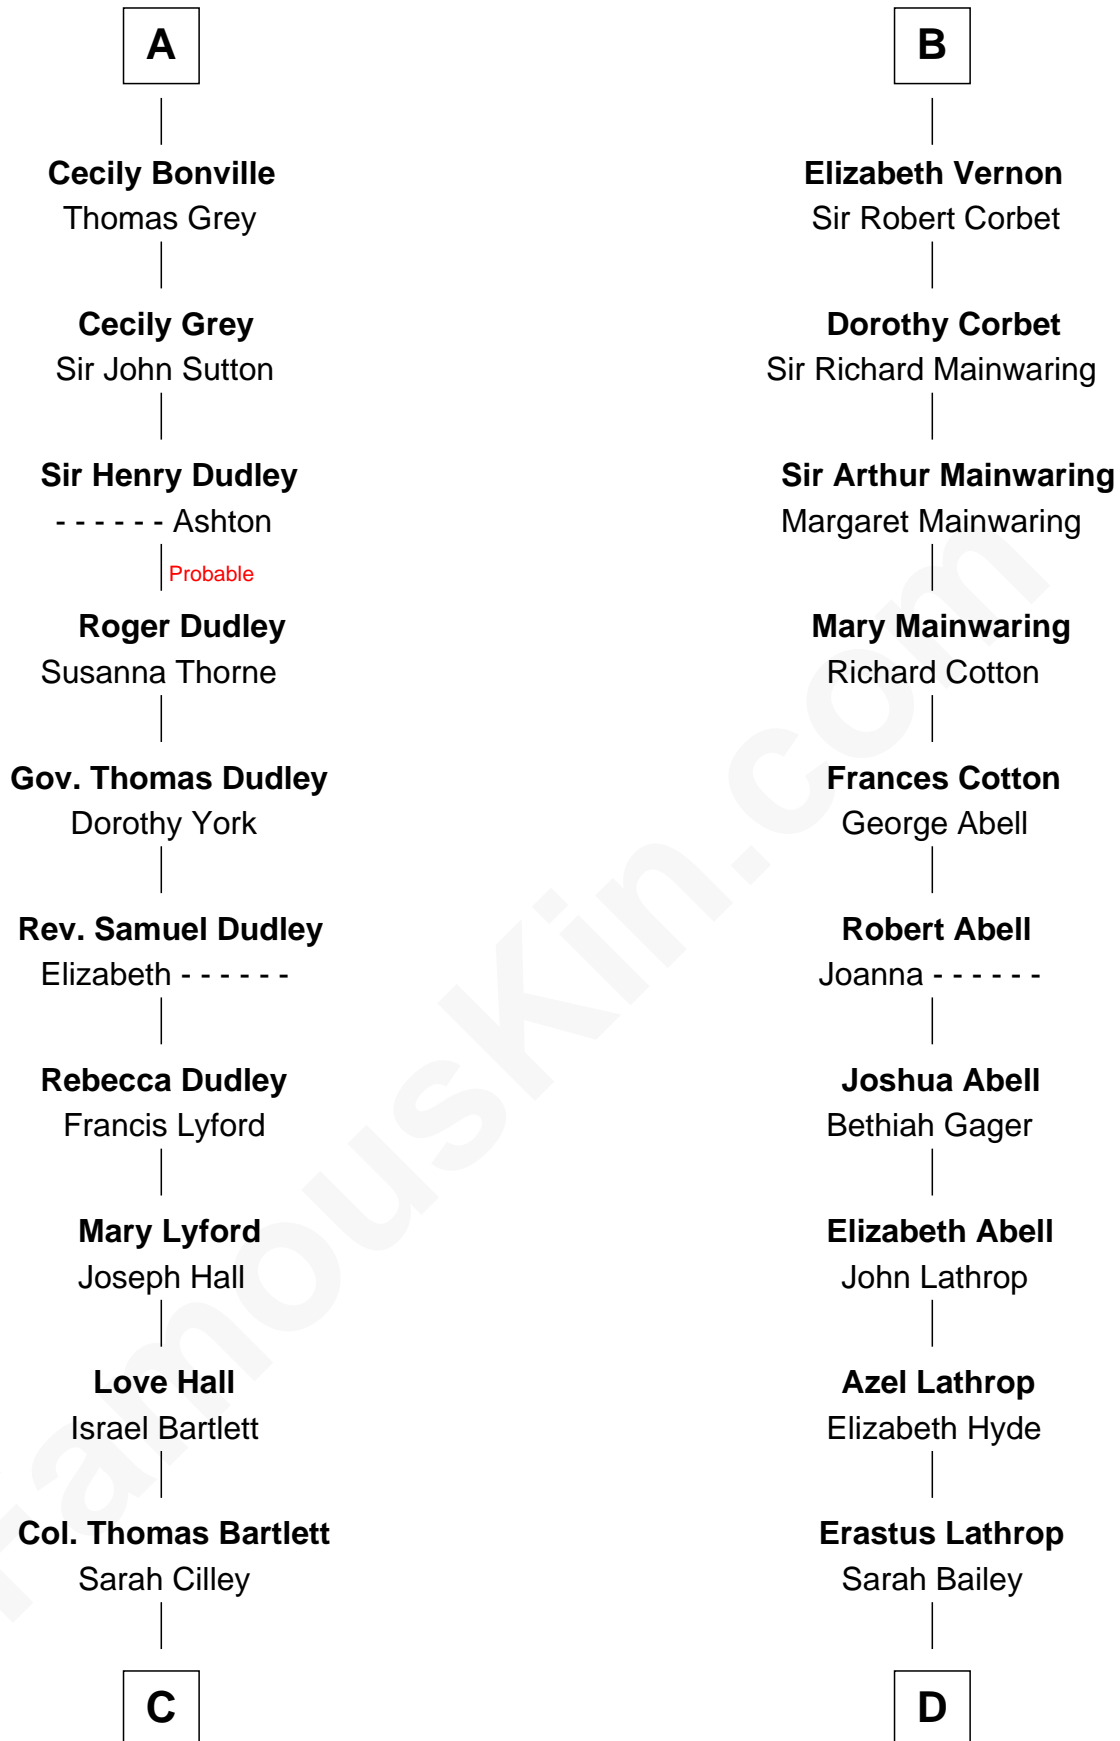 A
Cecily Bonville
Thomas Grey
Cecily Grey
Sir John Sutton
Sir Henry Dudley
- - - - - - Ashton
Probable
Roger Dudley
Susanna Thorne
Gov. Thomas Dudley
Dorothy York
Rev. Samuel Dudley
Elizabeth - - - - - -
Rebecca Dudley
Francis Lyford
Mary Lyford
Joseph Hall
Love Hall
Israel Bartlett
Col. Thomas Bartlett
Sarah Cilley
C
B
Elizabeth Vernon
Sir Robert Corbet
Dorothy Corbet
Sir Richard Mainwaring
Sir Arthur Mainwaring
Margaret Mainwaring
Mary Mainwaring
Richard Cotton
Frances Cotton
George Abell
Robert Abell
Joanna - - - - - -
Joshua Abell
Bethiah Gager
Elizabeth Abell
John Lathrop
Azel Lathrop
Elizabeth Hyde
Erastus Lathrop
Sarah Bailey
D
FamousKin.com